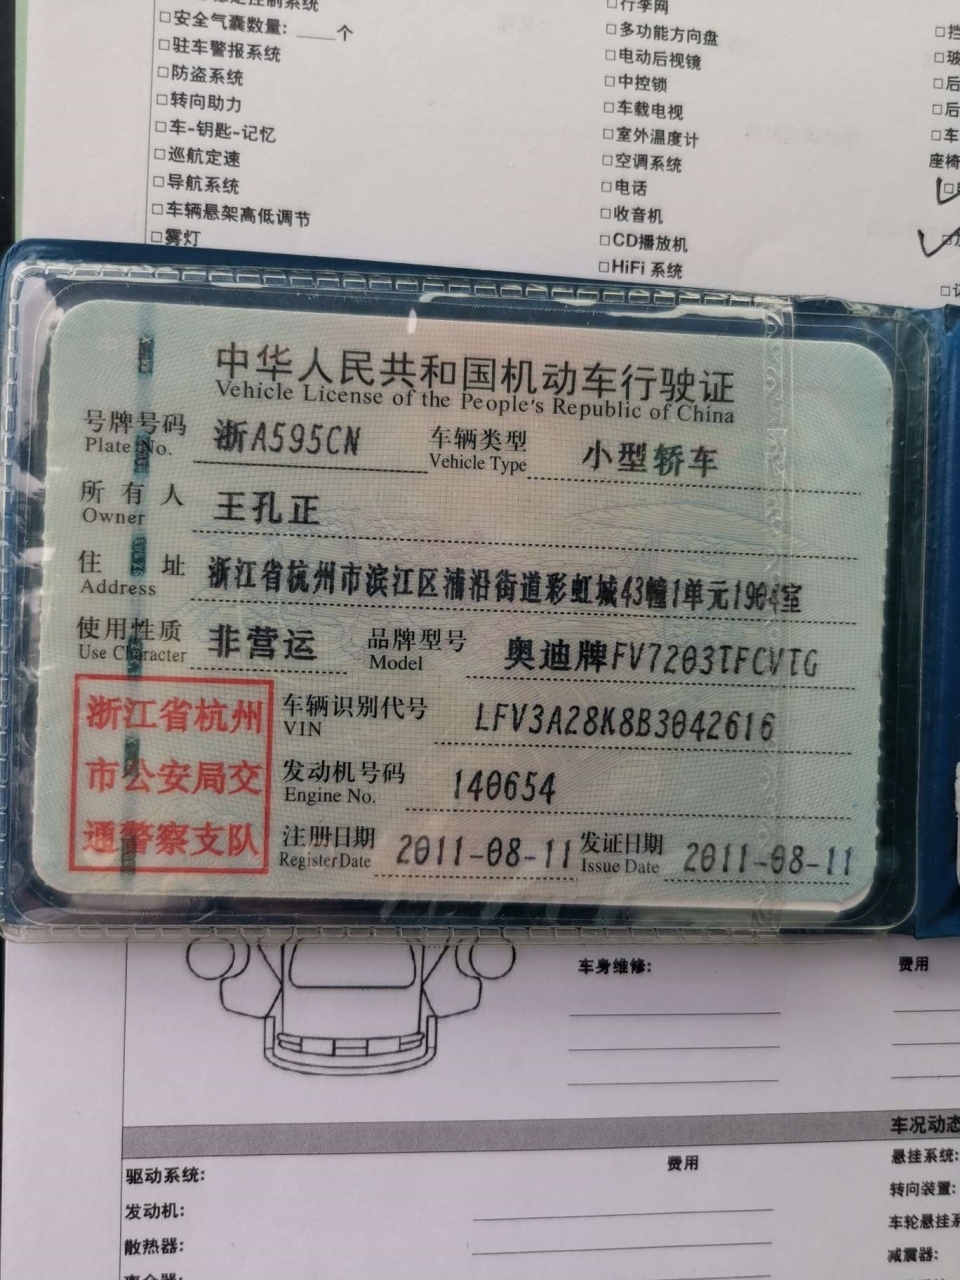 □安全气囊数量: ____个
□驻车警报系统
□防盗系统
□转向助力
□车-钥匙-记忆
□巡航定速
□导航系统
□车辆悬架高低调节
□雾灯
□行李网
□多功能方向盘
□电动后视镜
□中控锁
□车载电视
□室外温度计
□空调系统
□电话
□收音机
□CD播放机
□HiFi 系统
座椅
中华人民共和国机动车行驶证
Vehicle License of the People's Republic of China
号牌号码 浙A595CN 车辆类型 小型轿车
Plate No. Vehicle Type
所有人 王孔正
Owner
住址 浙江省杭州市滨江区浦沿街道彩虹城43幢1单元1904室
Address
使用性质 非营运 品牌型号 奥迪牌FV7203TFCVTG
Use Character Model
浙江省杭州
市公安局交
通警察支队
车辆识别代号 LFV3A28K8B3042616
VIN
发动机号码 140654
Engine No.
注册日期 2011-08-11 发证日期 2011-08-11
Register Date Issue Date
车身维修: 费用
车况动态
驱动系统: 费用 悬挂系统:
发动机: 转向装置:
散热器: 车轮悬挂系
减震器: